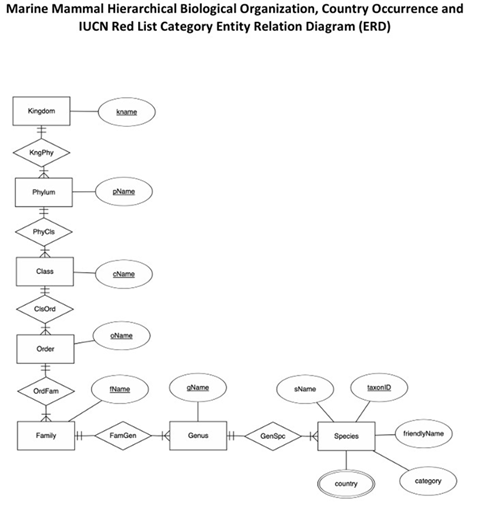 Marine Mammal Hierarchical Biological Organization, Country Occurrence and
IUCN Red List Category Entity Relation Diagram (ERD)
Kingdom
kname
KngPhy
Phylum
pName
PhyCls
Class
cName
ClsOrd
Order
oName
OrdFam
fName
gName
sName
taxonID
Family
FamGen
Genus
GenSpc
Species
friendlyName
country
category